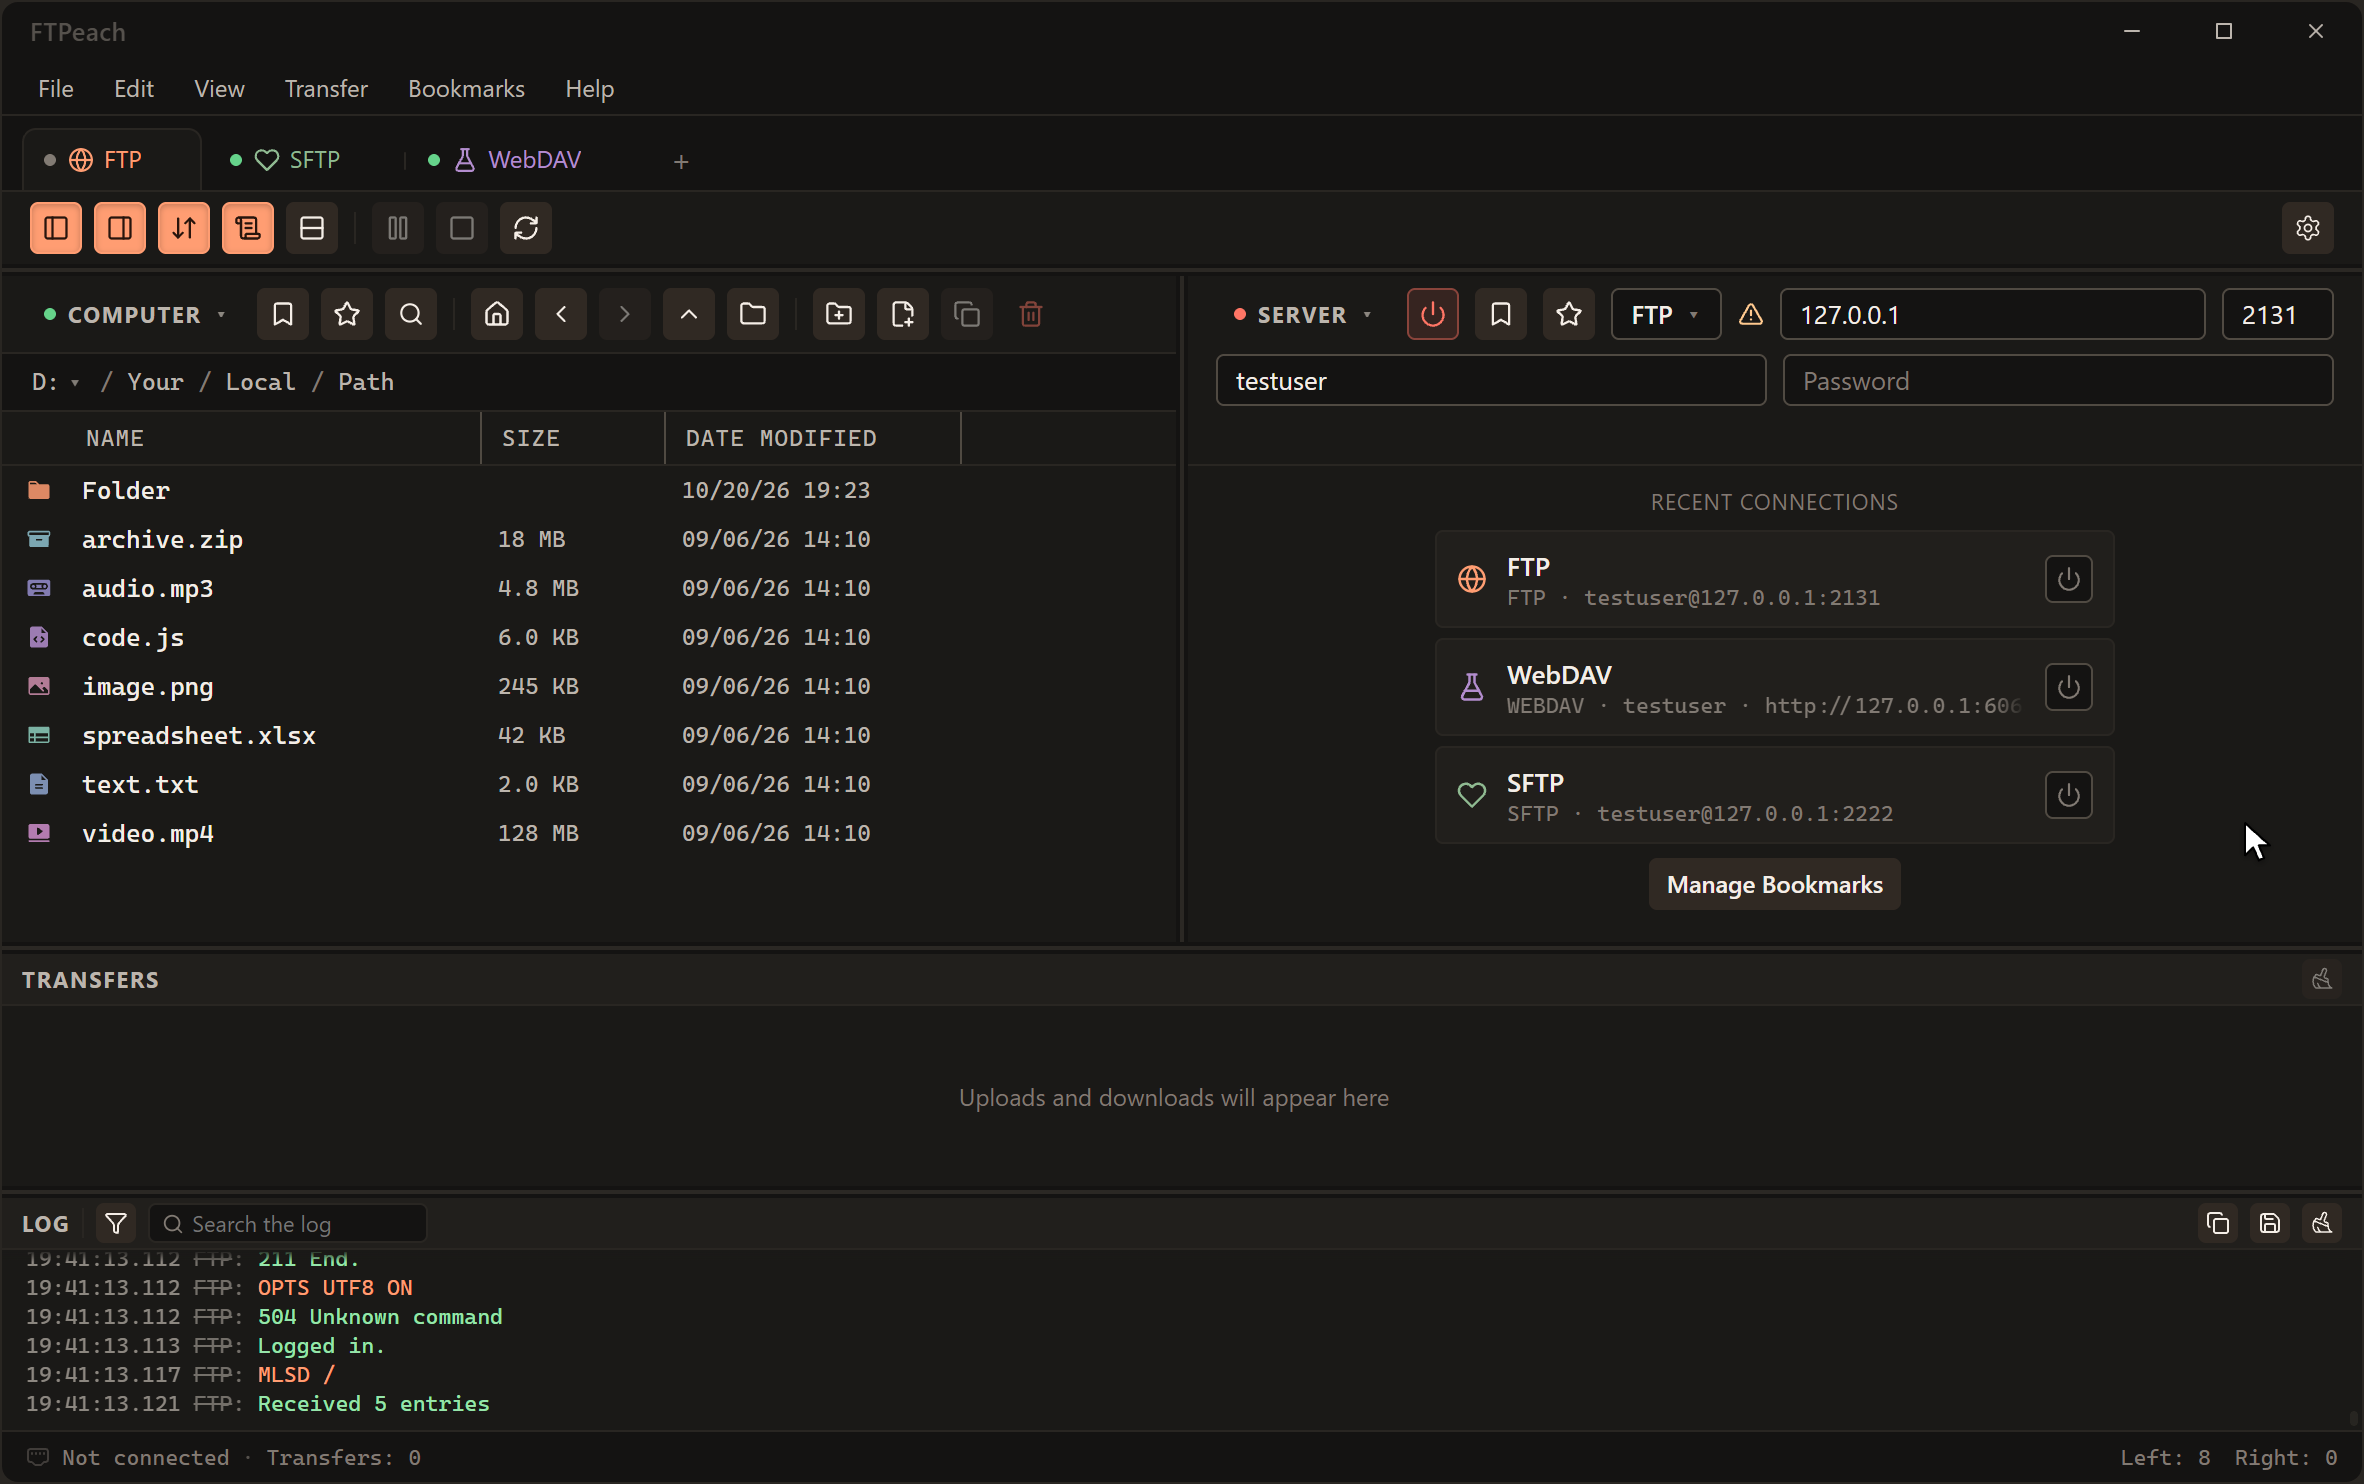 FTPeach
File Edit View Transfer Bookmarks Help
FTP SFTP WebDAV +
COMPUTER
D: / Your / Local / Path
NAME SIZE DATE MODIFIED
Folder 10/20/26 19:23
archive.zip 18 MB 09/06/26 14:10
audio.mp3 4.8 MB 09/06/26 14:10
code.js 6.0 KB 09/06/26 14:10
image.png 245 KB 09/06/26 14:10
spreadsheet.xlsx 42 KB 09/06/26 14:10
text.txt 2.0 KB 09/06/26 14:10
video.mp4 128 MB 09/06/26 14:10
SERVER FTP 127.0.0.1 2131
testuser Password
RECENT CONNECTIONS
FTP
FTP · testuser@127.0.0.1:2131
WebDAV
WEBDAV · testuser · http://127.0.0.1:606
SFTP
SFTP · testuser@127.0.0.1:2222
Manage Bookmarks
TRANSFERS
Uploads and downloads will appear here
LOG Search the log
19:41:13.112 FTP: 211 End.
19:41:13.112 FTP: OPTS UTF8 ON
19:41:13.112 FTP: 504 Unknown command
19:41:13.113 FTP: Logged in.
19:41:13.117 FTP: MLSD /
19:41:13.121 FTP: Received 5 entries
Not connected · Transfers: 0
Left: 8 Right: 0